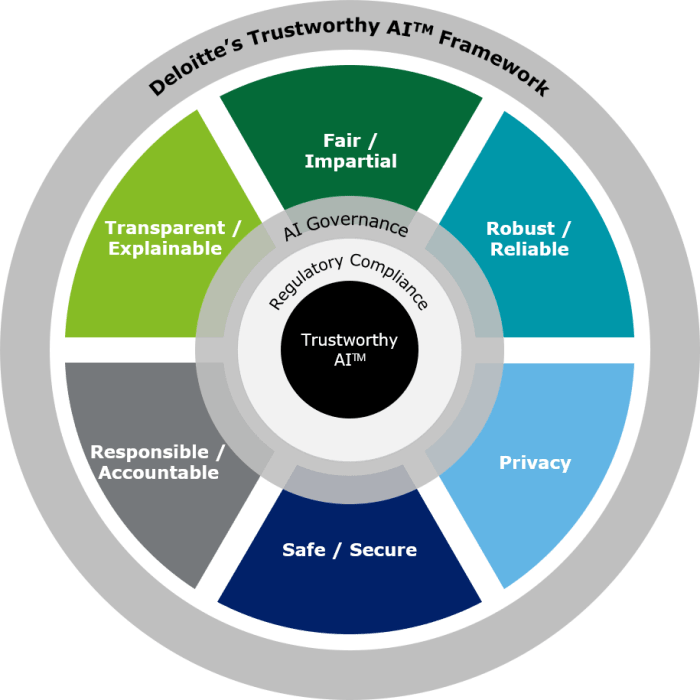 Deloitte's Trustworthy AI™ Framework
Fair /
Impartial
Transparent /
Explainable
Robust /
Reliable
AI Governance
Regulatory Compliance
Trustworthy
AI™
Responsible /
Accountable
Privacy
Safe / Secure